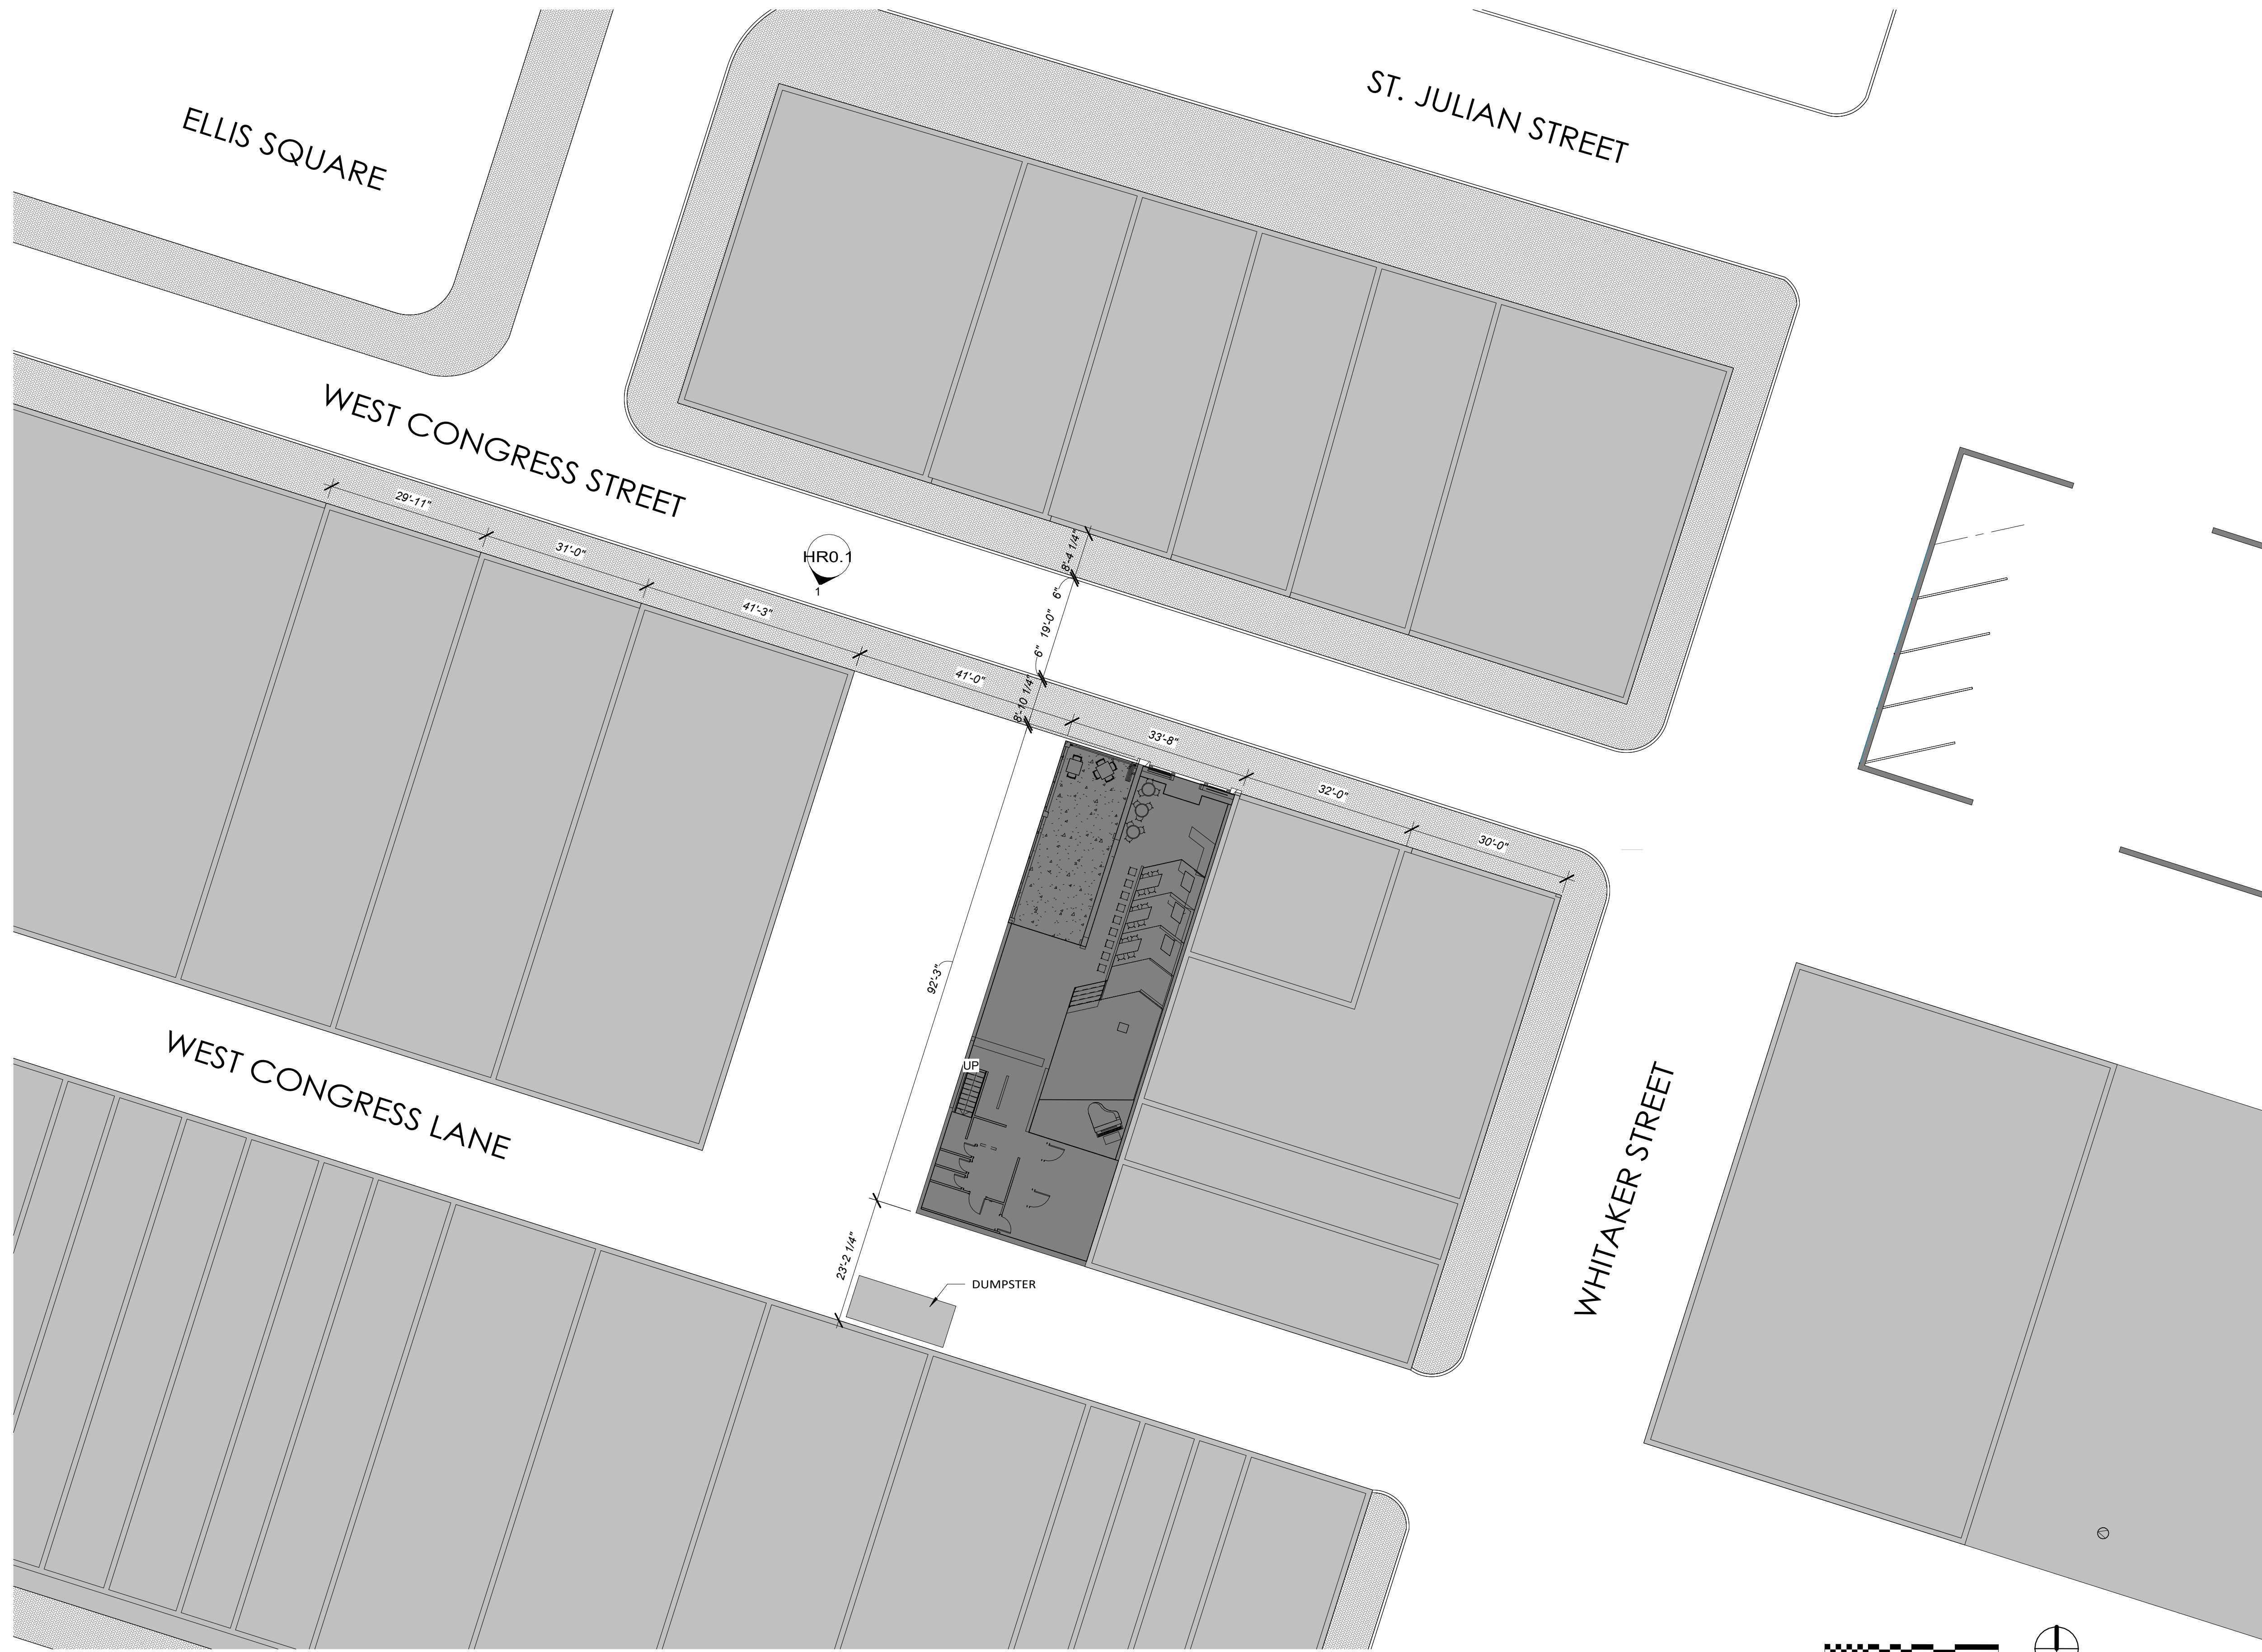 ST. JULIAN STREET
ELLIS SQUARE
WEST CONGRESS STREET
29'-11"
31'-0"
HR0.1
1
41'-3"
41'-0"
8'-4 1/4"
6"
19'-0"
6"
8'-10 1/4"
33'-8"
32'-0"
30'-0"
92'-3"
UP
WEST CONGRESS LANE
WHITAKER STREET
23'-2 1/4"
DUMPSTER